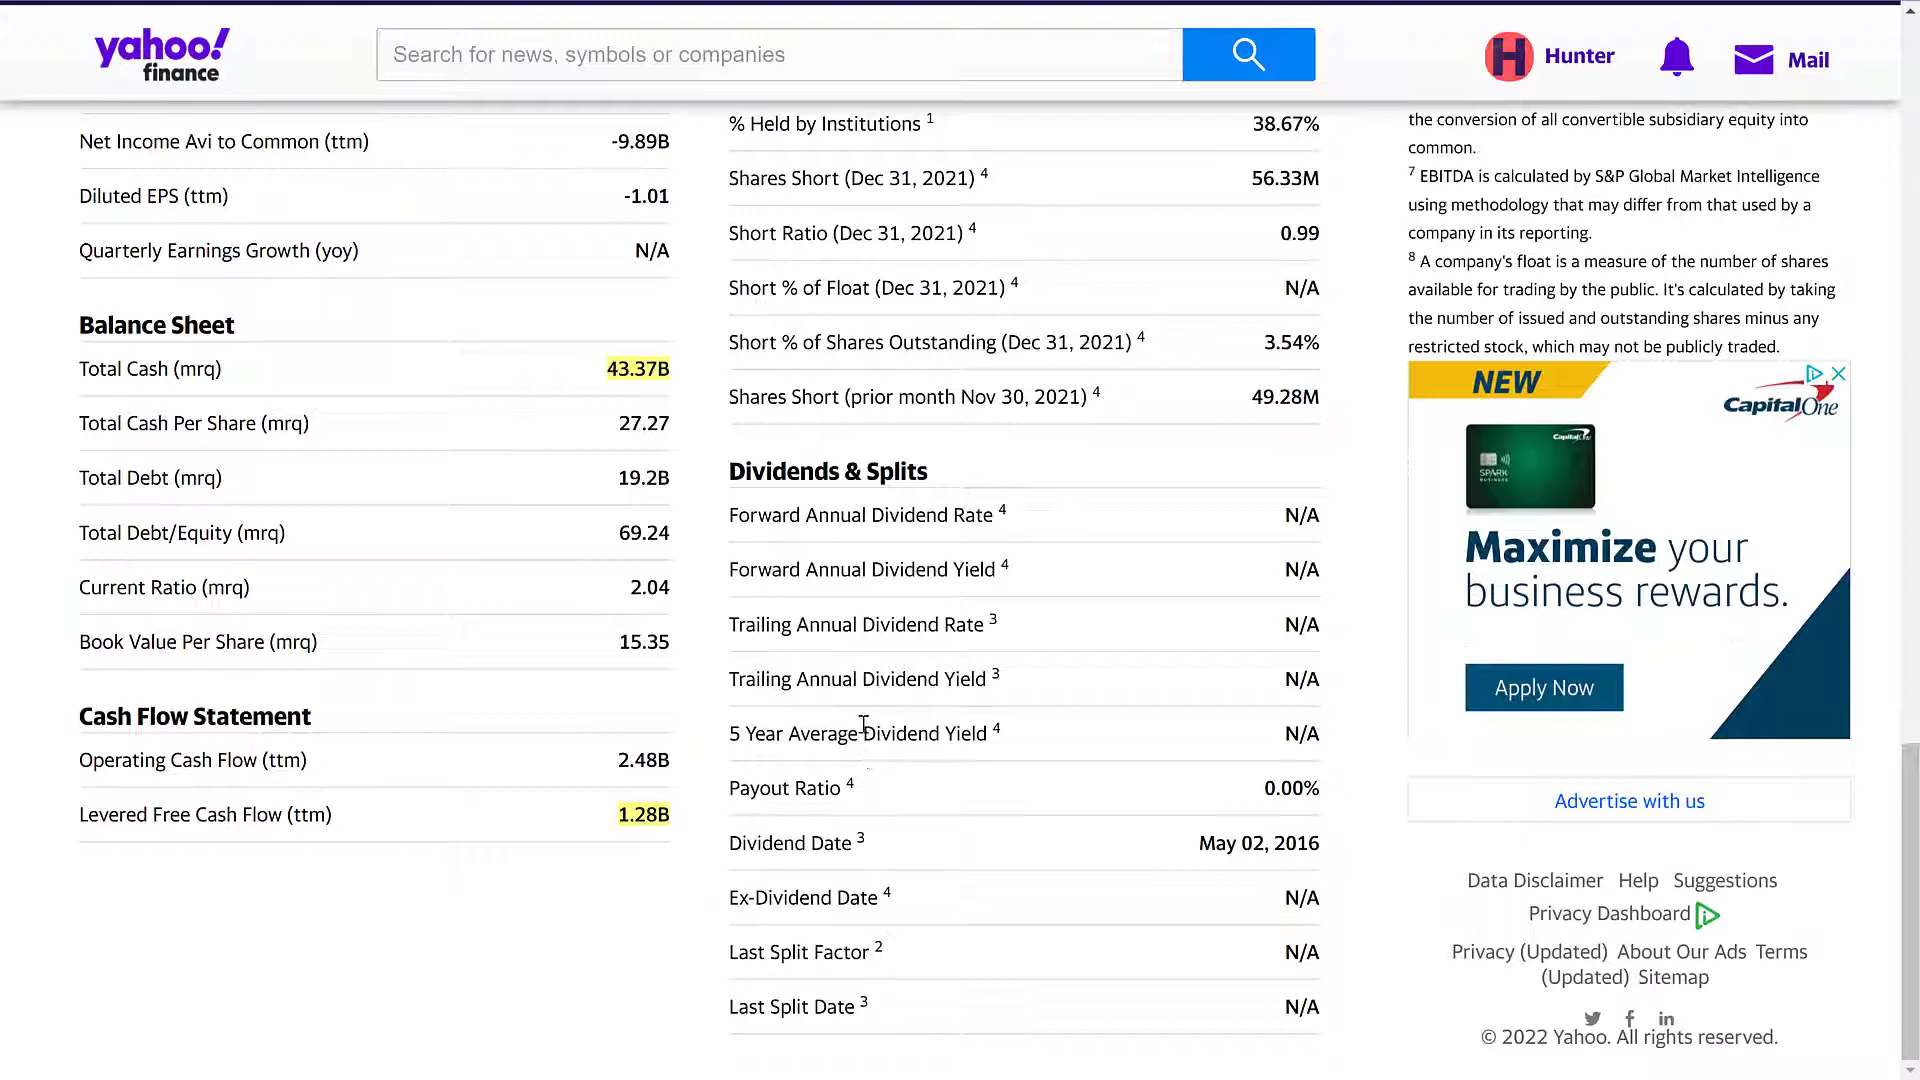 yahoo!
finance
Search for news, symbols or companies
H
Hunter
Mail
Net Income Avi to Common (ttm) -9.89B
Diluted EPS (ttm) -1.01
Quarterly Earnings Growth (yoy) N/A
Balance Sheet
Total Cash (mrq) 43.37B
Total Cash Per Share (mrq) 27.27
Total Debt (mrq) 19.2B
Total Debt/Equity (mrq) 69.24
Current Ratio (mrq) 2.04
Book Value Per Share (mrq) 15.35
Cash Flow Statement
Operating Cash Flow (ttm) 2.48B
Levered Free Cash Flow (ttm) 1.28B
% Held by Institutions 1 38.67%
Shares Short (Dec 31, 2021) 4 56.33M
Short Ratio (Dec 31, 2021) 4 0.99
Short % of Float (Dec 31, 2021) 4 N/A
Short % of Shares Outstanding (Dec 31, 2021) 4 3.54%
Shares Short (prior month Nov 30, 2021) 4 49.28M
Dividends & Splits
Forward Annual Dividend Rate 4 N/A
Forward Annual Dividend Yield 4 N/A
Trailing Annual Dividend Rate 3 N/A
Trailing Annual Dividend Yield 3 N/A
5 Year Average Dividend Yield 4 N/A
Payout Ratio 4 0.00%
Dividend Date 3 May 02, 2016
Ex-Dividend Date 4 N/A
Last Split Factor 2 N/A
Last Split Date 3 N/A
the conversion of all convertible subsidiary equity into
common.
7 EBITDA is calculated by S&P Global Market Intelligence
using methodology that may differ from that used by a
company in its reporting.
8 A company's float is a measure of the number of shares
available for trading by the public. It's calculated by taking
the number of issued and outstanding shares minus any
restricted stock, which may not be publicly traded.
NEW
Capital One
Capital One
SPARK
BUSINESS
Maximize your
business rewards.
Apply Now
Advertise with us
Data Disclaimer Help Suggestions
Privacy Dashboard
Privacy (Updated) About Our Ads Terms
(Updated) Sitemap
© 2022 Yahoo. All rights reserved.